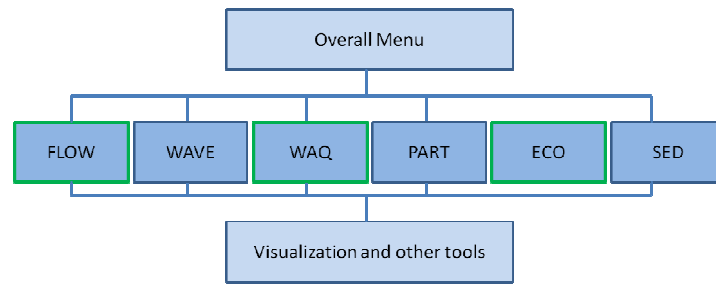 Overall Menu
FLOW WAVE WAQ PART ECO SED
Visualization and other tools